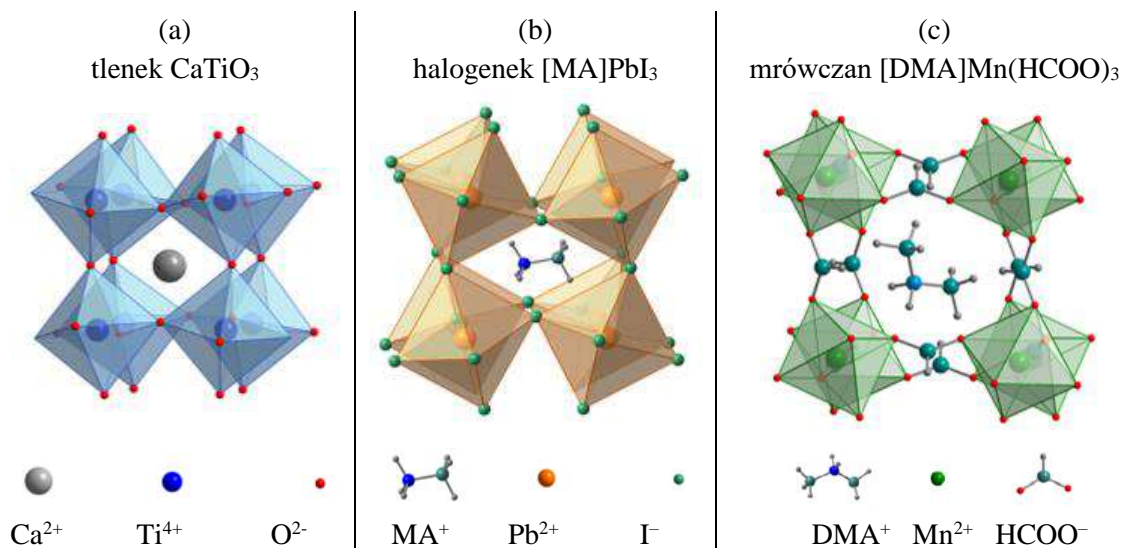 (a)
tlenek CaTiO₃
Ca²⁺ Ti⁴⁺ O²⁻
(b)
halogenek [MA]PbI₃
MA⁺ Pb²⁺ I⁻
(c)
mrówczan [DMA]Mn(HCOO)₃
DMA⁺ Mn²⁺ HCOO⁻